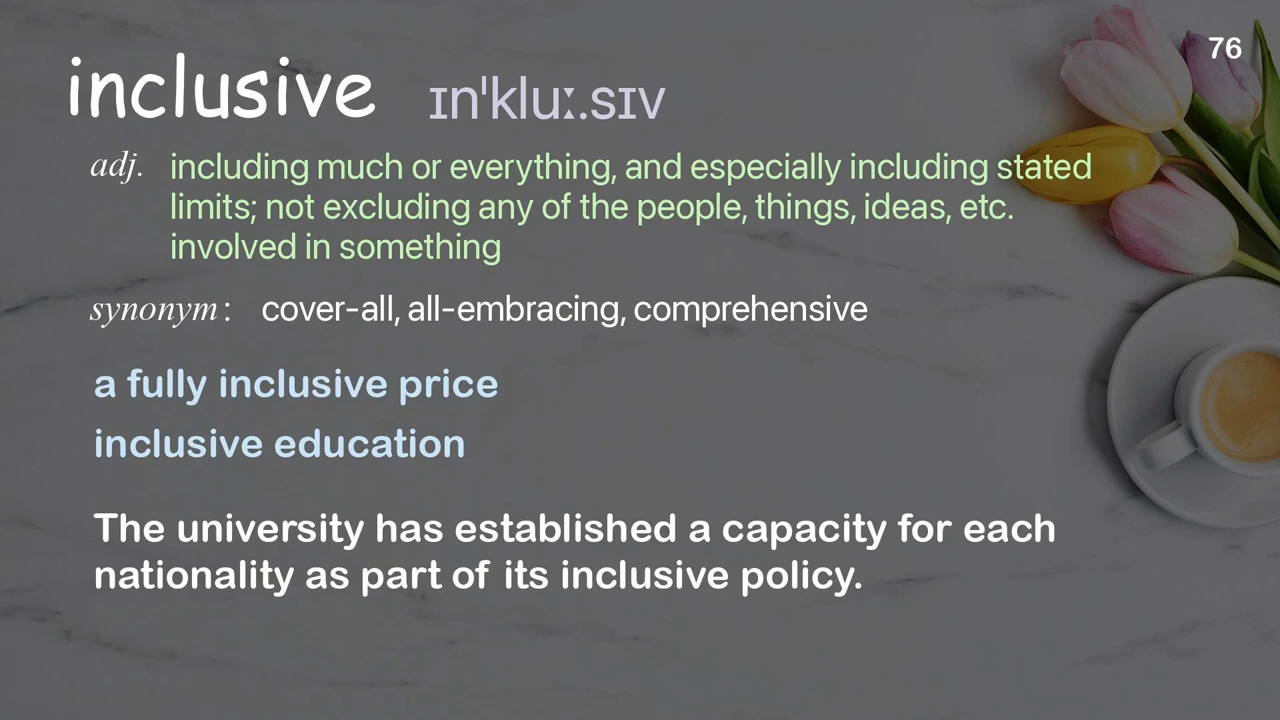 76
inclusive ɪnˈkluː.sɪv
adj. including much or everything, and especially including stated
limits; not excluding any of the people, things, ideas, etc.
involved in something
synonym: cover-all, all-embracing, comprehensive
a fully inclusive price
inclusive education
The university has established a capacity for each
nationality as part of its inclusive policy.